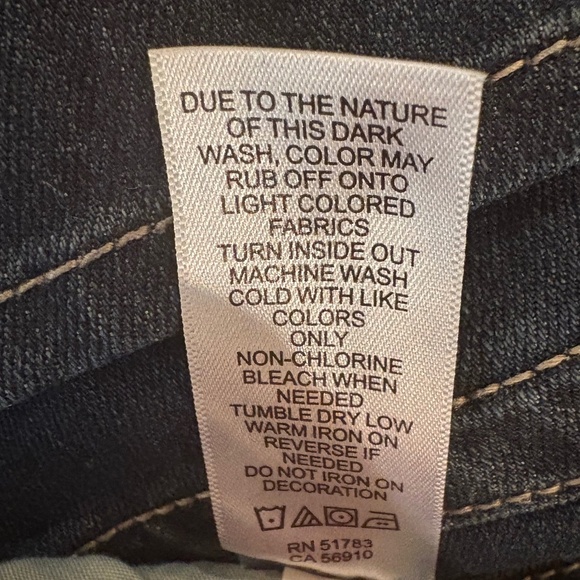 DUE TO THE NATURE
OF THIS DARK
WASH, COLOR MAY
RUB OFF ONTO
LIGHT COLORED
FABRICS
TURN INSIDE OUT
MACHINE WASH
COLD WITH LIKE
COLORS
ONLY
NON-CHLORINE
BLEACH WHEN
NEEDED
TUMBLE DRY LOW
WARM IRON ON
REVERSE IF
NEEDED
DO NOT IRON ON
DECORATION
RN 51783
CA 56910